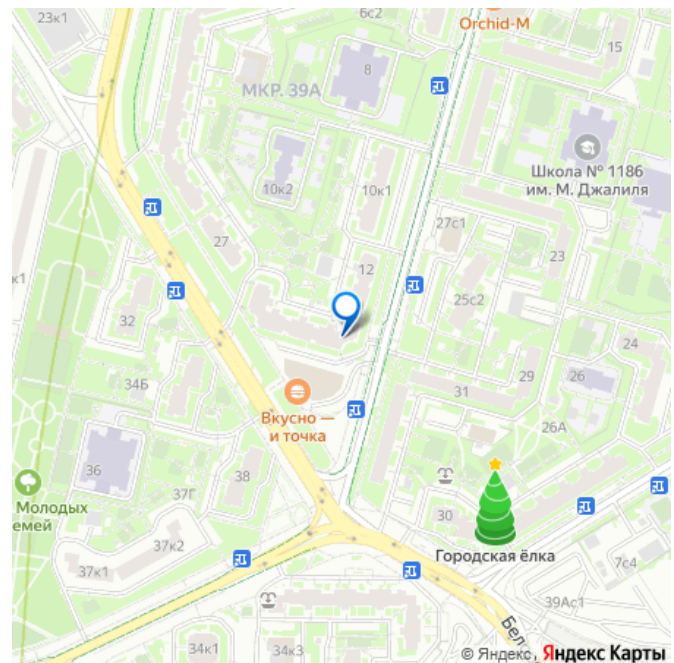 23к1
6с2
Orchid-M
15
8
МКР. 39А
Школа № 1186
им. М. Джалиля
10к2
10к1
27с1
27
23
12
к1
25с2
32
24
34Б
29
26
31
Вкусно —
и точка
26А
36
38
Молодых
емей
37Г
30
37к2
Городская ёлка
37к1
7с4
39Ас1
Бел
34к1
34к3
© Яндекс, Яндекс Карты